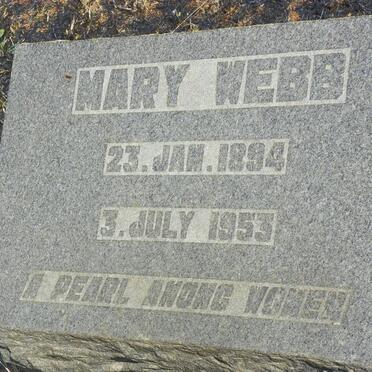 MARY WEBB
23. JAN. 1894
3. JULY 1953
A PEARL AMONG WOMEN